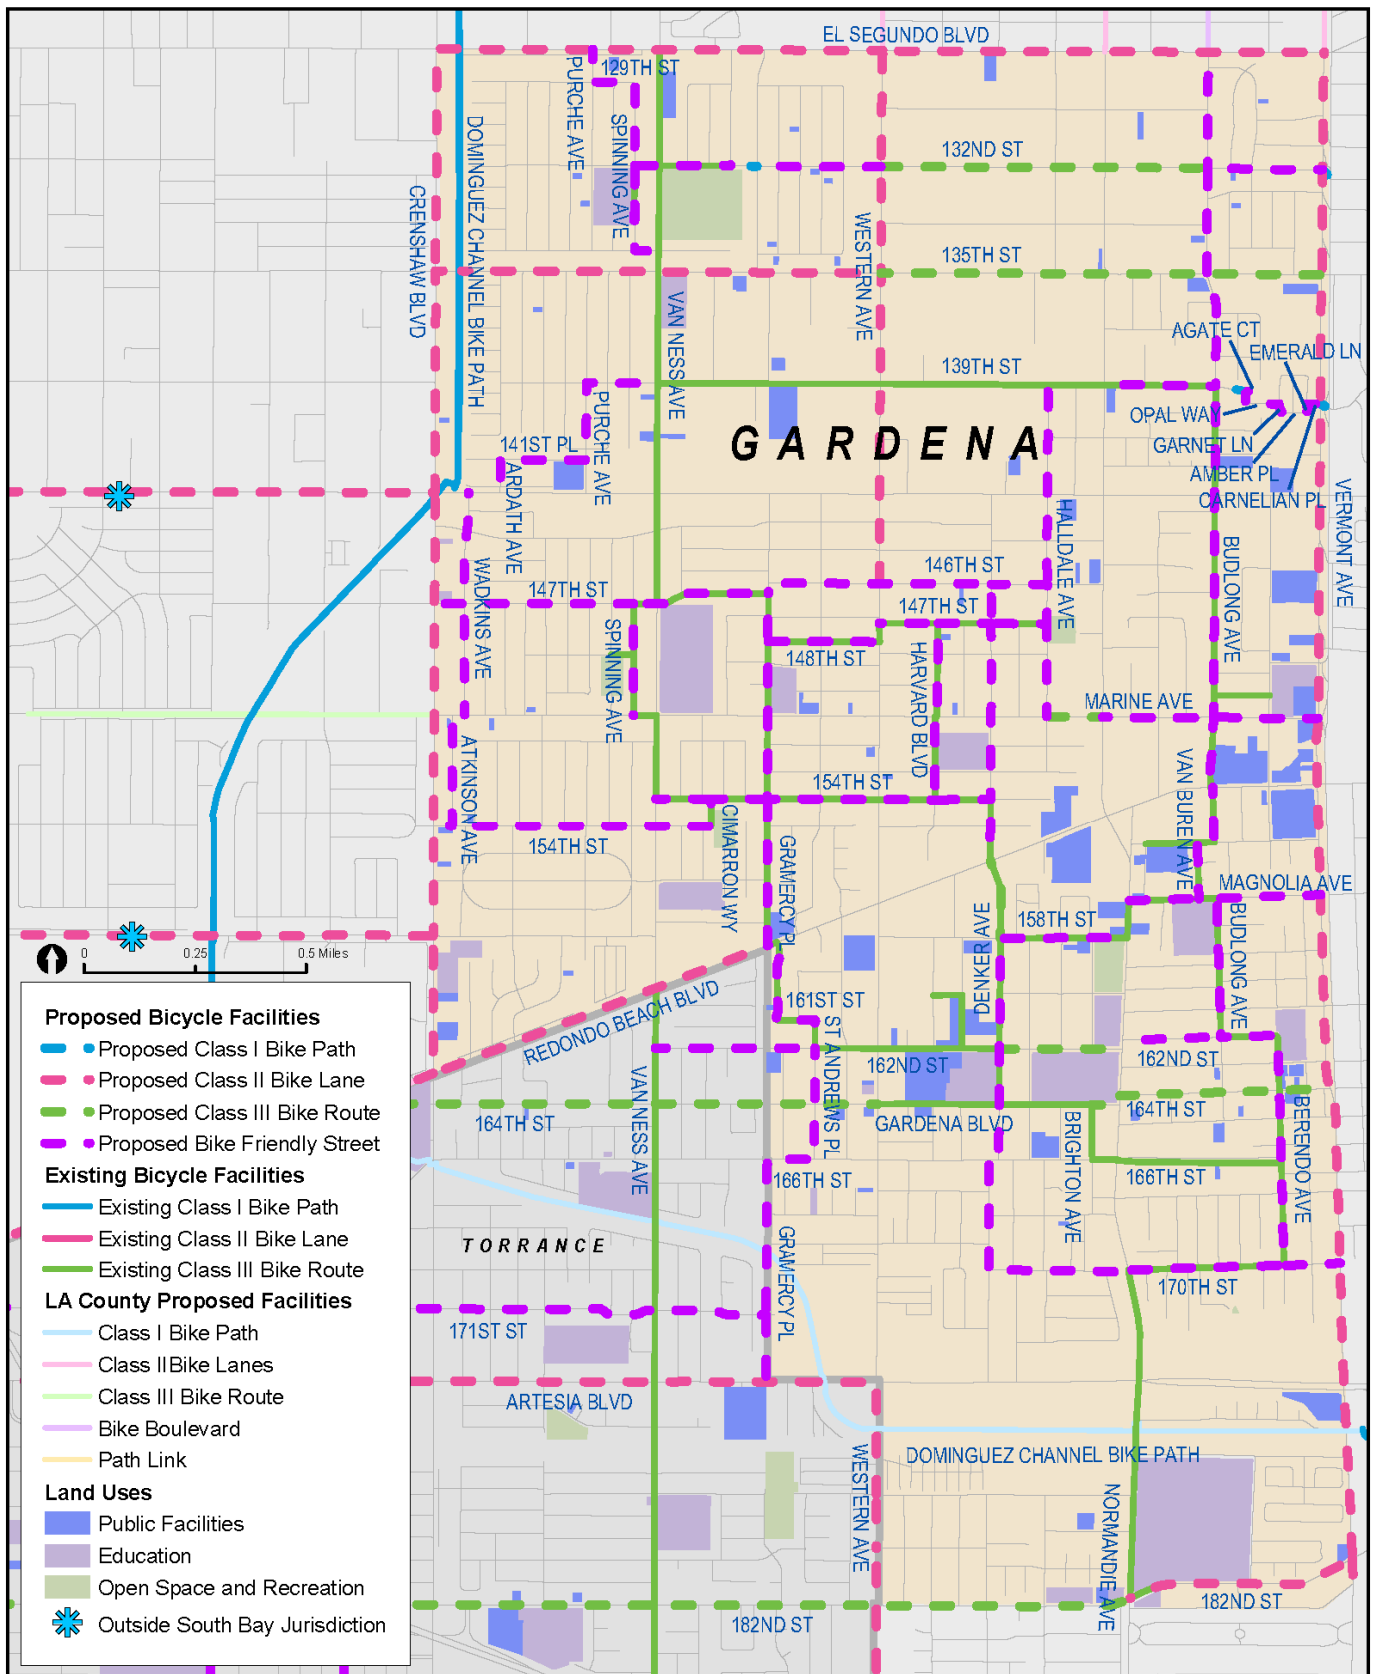 EL SEGUNDO BLVD
129TH ST
PURCHE AVE
SPINNING AVE
DOMINGUEZ CHANNEL BIKE PATH
CRENSHAW BLVD
132ND ST
WESTERN AVE
135TH ST
VAN NESS AVE
AGATE CT
EMERALD LN
139TH ST
OPAL WAY
GARNET LN
AMBER PL
CARNELIAN PL
GARDENA
PURCHE AVE
141ST PL
ARDATH AVE
VERMONT AVE
HALLDALE AVE
BUDLONG AVE
WADKINS AVE
147TH ST
146TH ST
147TH ST
SPINNING AVE
148TH ST
HARVARD BLVD
MARINE AVE
ATKINSON AVE
VAN BUREN AVE
154TH ST
CIMARRON WY
154TH ST
GRAMERCY PL
MAGNOLIA AVE
DENKER AVE
158TH ST
BUDLONG AVE
0 0.25 0.5 Miles
REDONDO BEACH BLVD
161ST ST
ST ANDREWS PL
162ND ST
162ND ST
VAN NESS AVE
164TH ST
GARDENA BLVD
164TH ST
BERENDO AVE
BRIGHTON AVE
166TH ST
166TH ST
TORRANCE
GRAMERCY PL
170TH ST
171ST ST
ARTESIA BLVD
WESTERN AVE
DOMINGUEZ CHANNEL BIKE PATH
NORMANDIE AVE
182ND ST
182ND ST
Proposed Bicycle Facilities
Proposed Class I Bike Path
Proposed Class II Bike Lane
Proposed Class III Bike Route
Proposed Bike Friendly Street
Existing Bicycle Facilities
Existing Class I Bike Path
Existing Class II Bike Lane
Existing Class III Bike Route
LA County Proposed Facilities
Class I Bike Path
Class II Bike Lanes
Class III Bike Route
Bike Boulevard
Path Link
Land Uses
Public Facilities
Education
Open Space and Recreation
Outside South Bay Jurisdiction